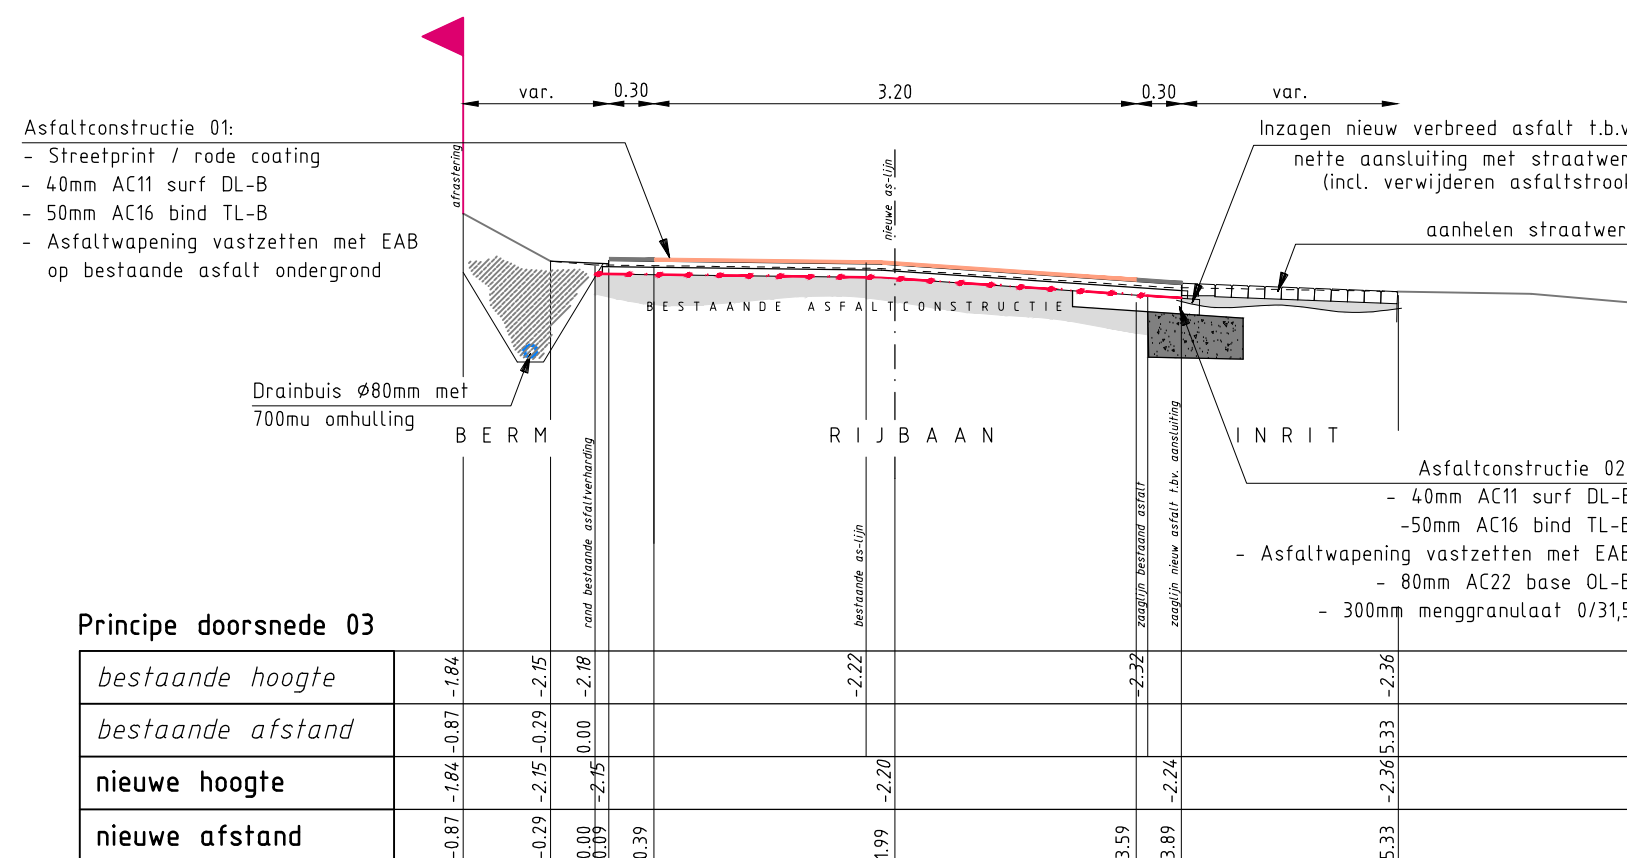 var.
0.30
3.20
0.30
var.
Asfaltconstructie 01:
- Streetprint / rode coating
- 40mm AC11 surf DL-B
- 50mm AC16 bind TL-B
- Asfaltwapening vastzetten met EAB
op bestaande asfalt ondergrond
afrastering
nieuwe as-lijn
Inzagen nieuw verbreed asfalt t.b.v
nette aansluiting met straatwer
(incl. verwijderen asfaltstrook
aanhelen straatwer
BESTAANDE ASFALTCONSTRUCTIE
Drainbuis Ø80mm met
700mu omhulling
BERM
RIJBAAN
INRIT
rand bestaande asfaltverharding
bestaande as-lijn
zaaglijn bestaand asfalt
zaaglijn nieuw asfalt t.bv. aansluiting
Asfaltconstructie 02
- 40mm AC11 surf DL-B
-50mm AC16 bind TL-B
- Asfaltwapening vastzetten met EAB
- 80mm AC22 base OL-B
- 300mm menggranulaat 0/31,5
Principe doorsnede 03
bestaande hoogte -1.84 -2.15 -2.18 -2.22 -2.32 -2.36
bestaande afstand -0.87 -0.29 0.00 5.33
nieuwe hoogte -1.84 -2.15 -2.15 -2.20 -2.24 -2.36
nieuwe afstand -0.87 -0.29 0.00 0.09 0.39 1.99 3.59 3.89 5.33